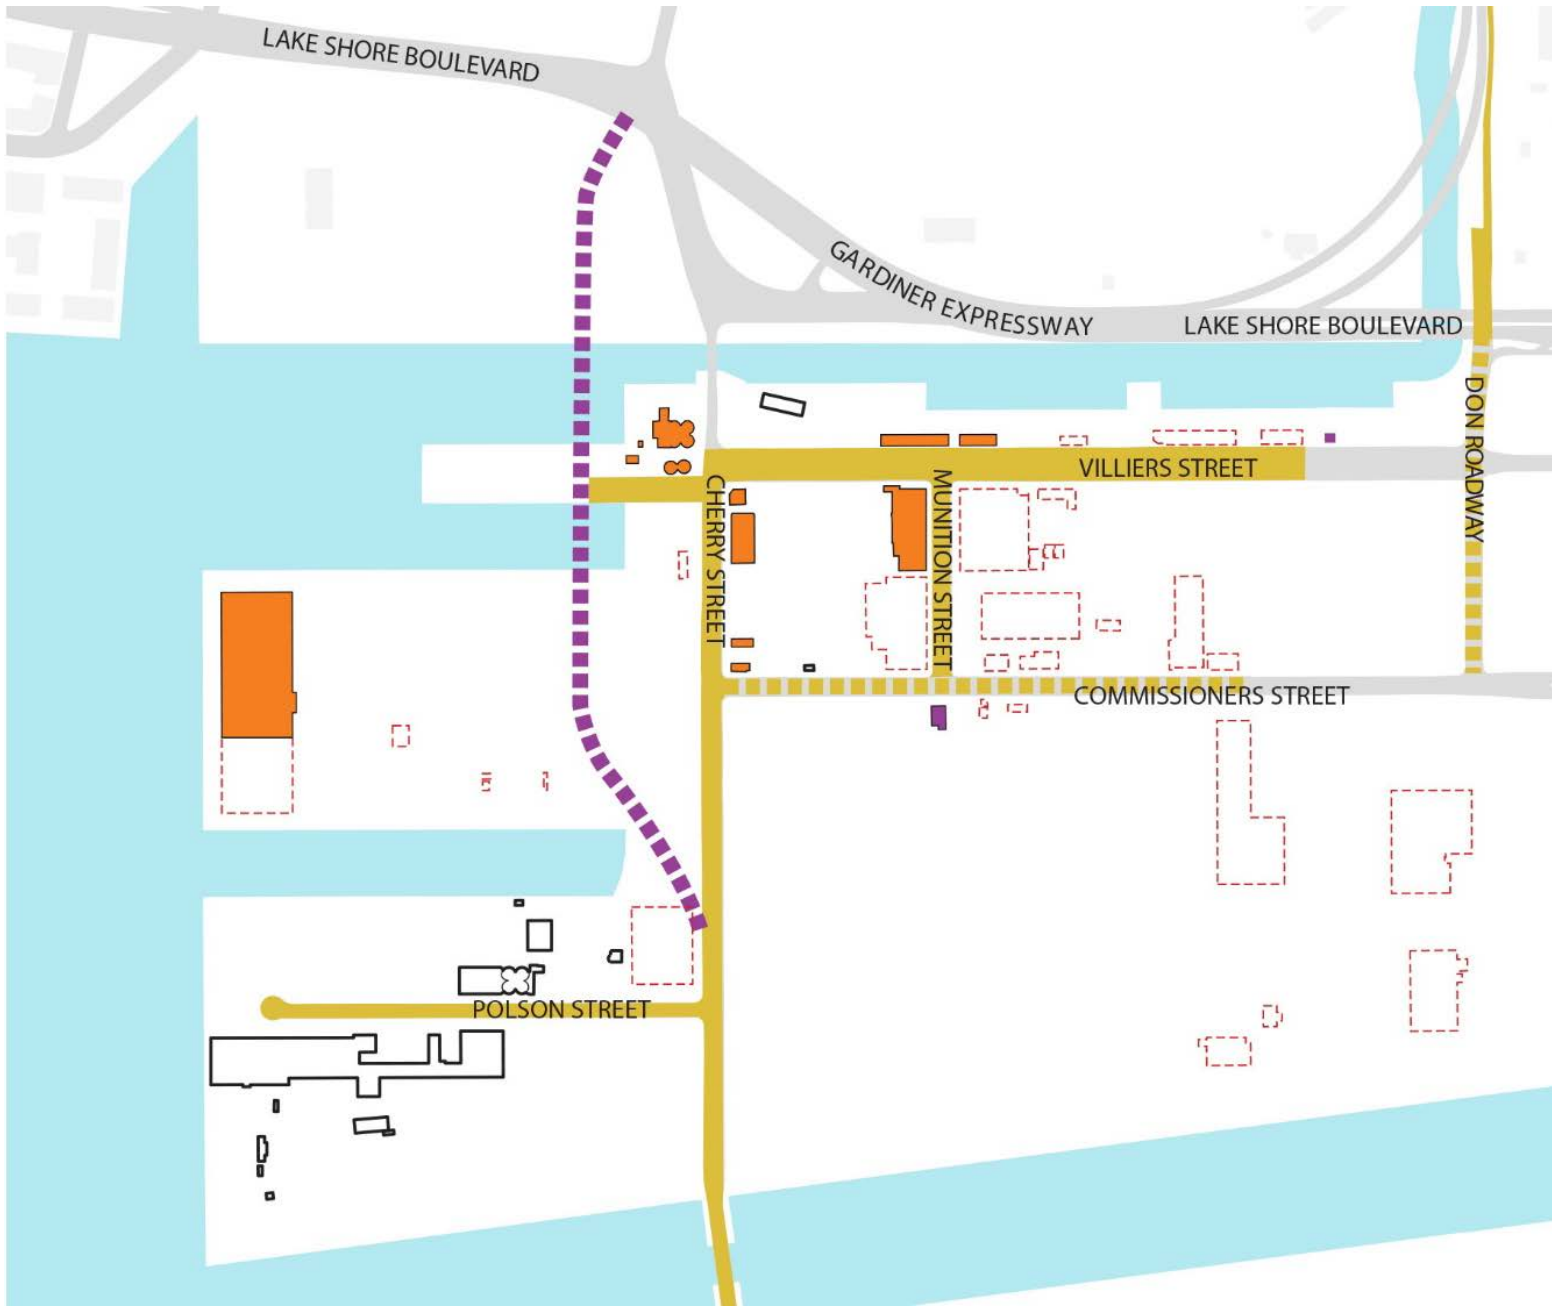 LAKE SHORE BOULEVARD
GARDINER EXPRESSWAY
LAKE SHORE BOULEVARD
DON ROADWAY
VILLIERS STREET
CHERRY STREET
MUNITION STREET
COMMISSIONERS STREET
POLSON STREET